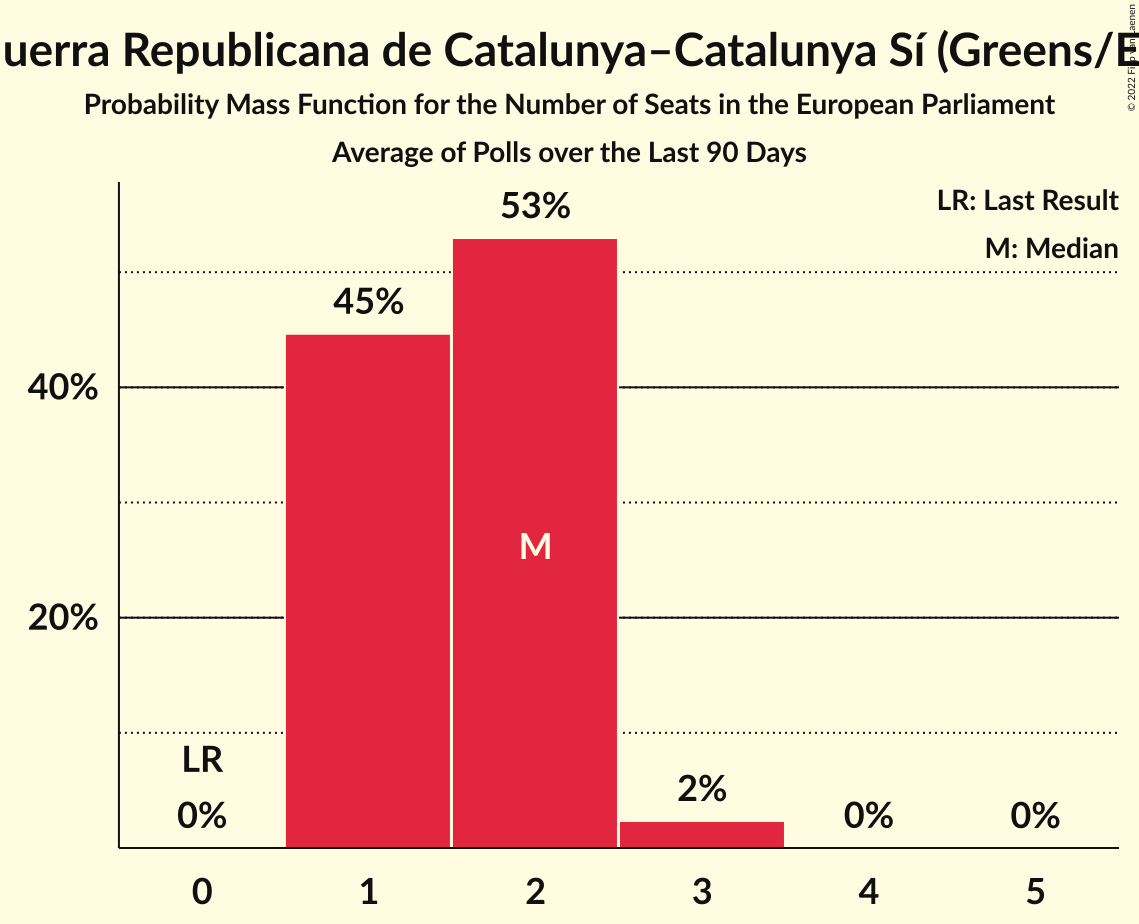 uerra Republicana de Catalunya–Catalunya Sí (Greens/E
Probability Mass Function for the Number of Seats in the European Parliament
Average of Polls over the Last 90 Days
LR: Last Result
M: Median
53%
45%
40%
M
20%
LR
0%
2%
0%
0%
0 1 2 3 4 5
© 2022